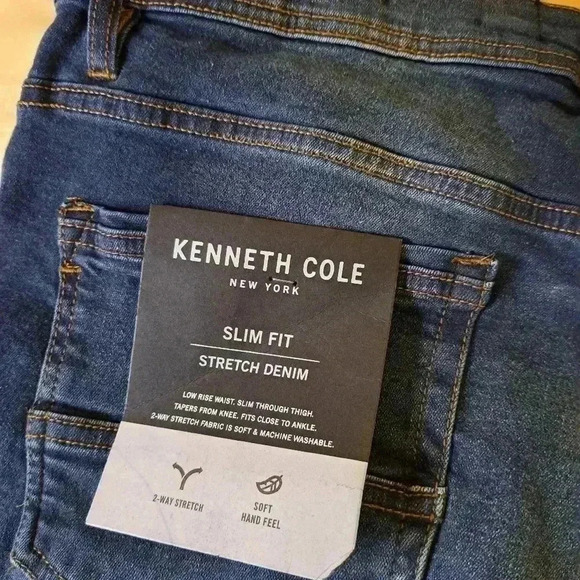 KENNETH COLE
NEW YORK
SLIM FIT
STRETCH DENIM
LOW RISE WAIST, SLIM THROUGH THIGH.
TAPERS FROM KNEE. FITS CLOSE TO ANKLE.
2-WAY STRETCH FABRIC IS SOFT & MACHINE WASHABLE.
2-WAY STRETCH
SOFT
HAND FEEL